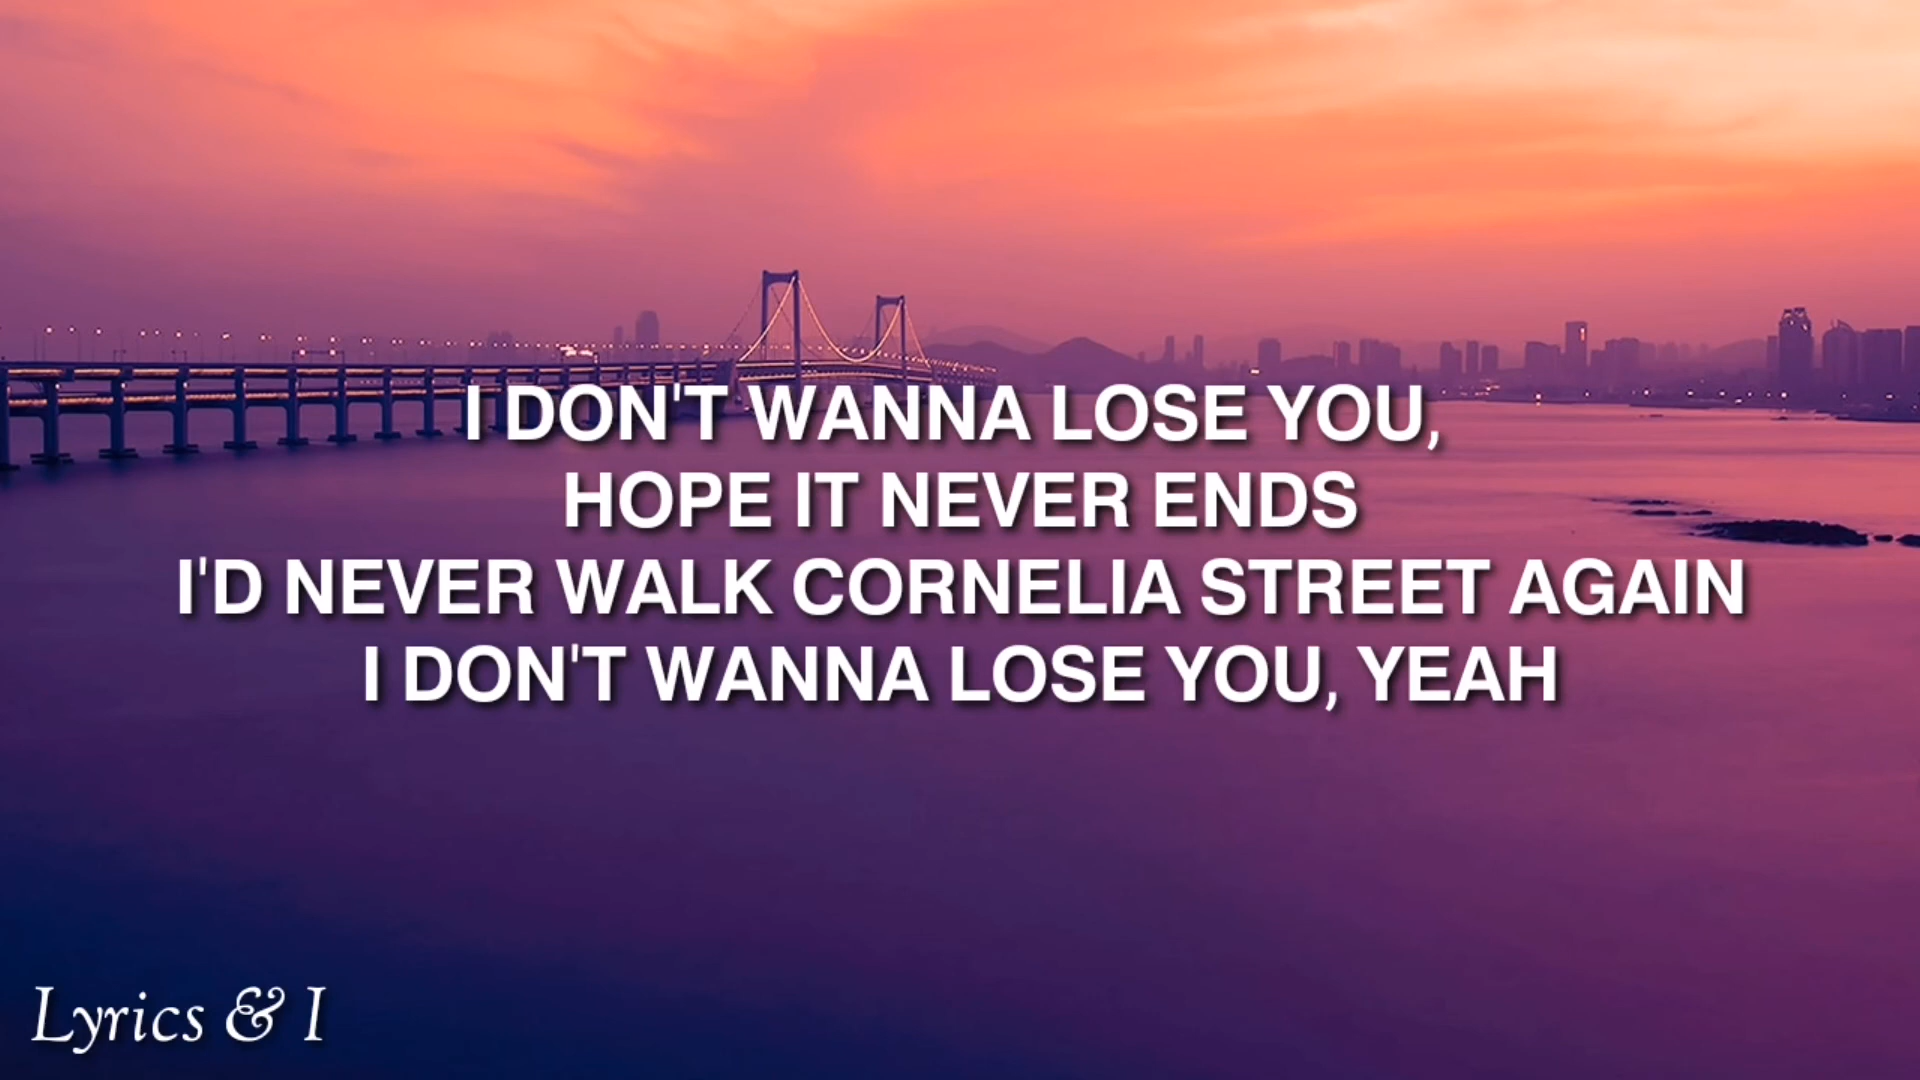 I DON'T WANNA LOSE YOU,
HOPE IT NEVER ENDS
I'D NEVER WALK CORNELIA STREET AGAIN
I DON'T WANNA LOSE YOU, YEAH
Lyrics & I